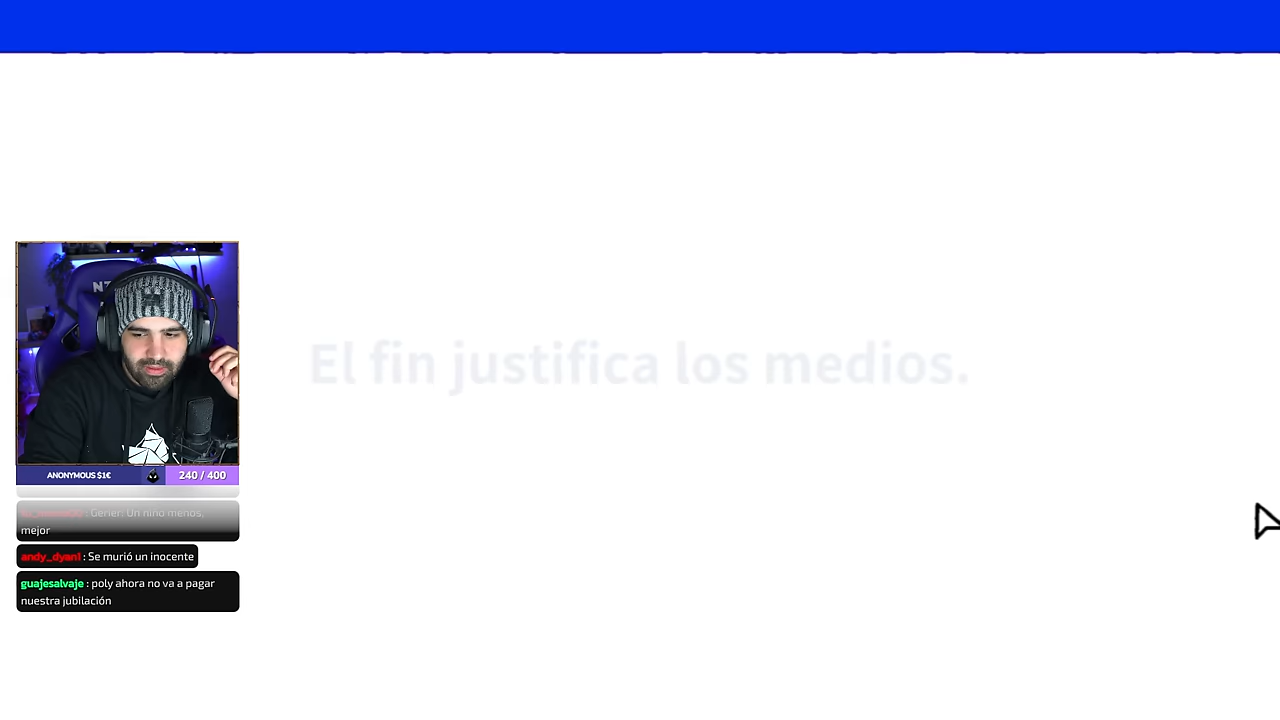 El fin justifica los medios.
NZ
ANONYMOUS $1€
240 / 400
: Gener: Un niño menos,
mejor
andy_dyan1 : Se murió un inocente
guajesalvaje : poly ahora no va a pagar
nuestra jubilación